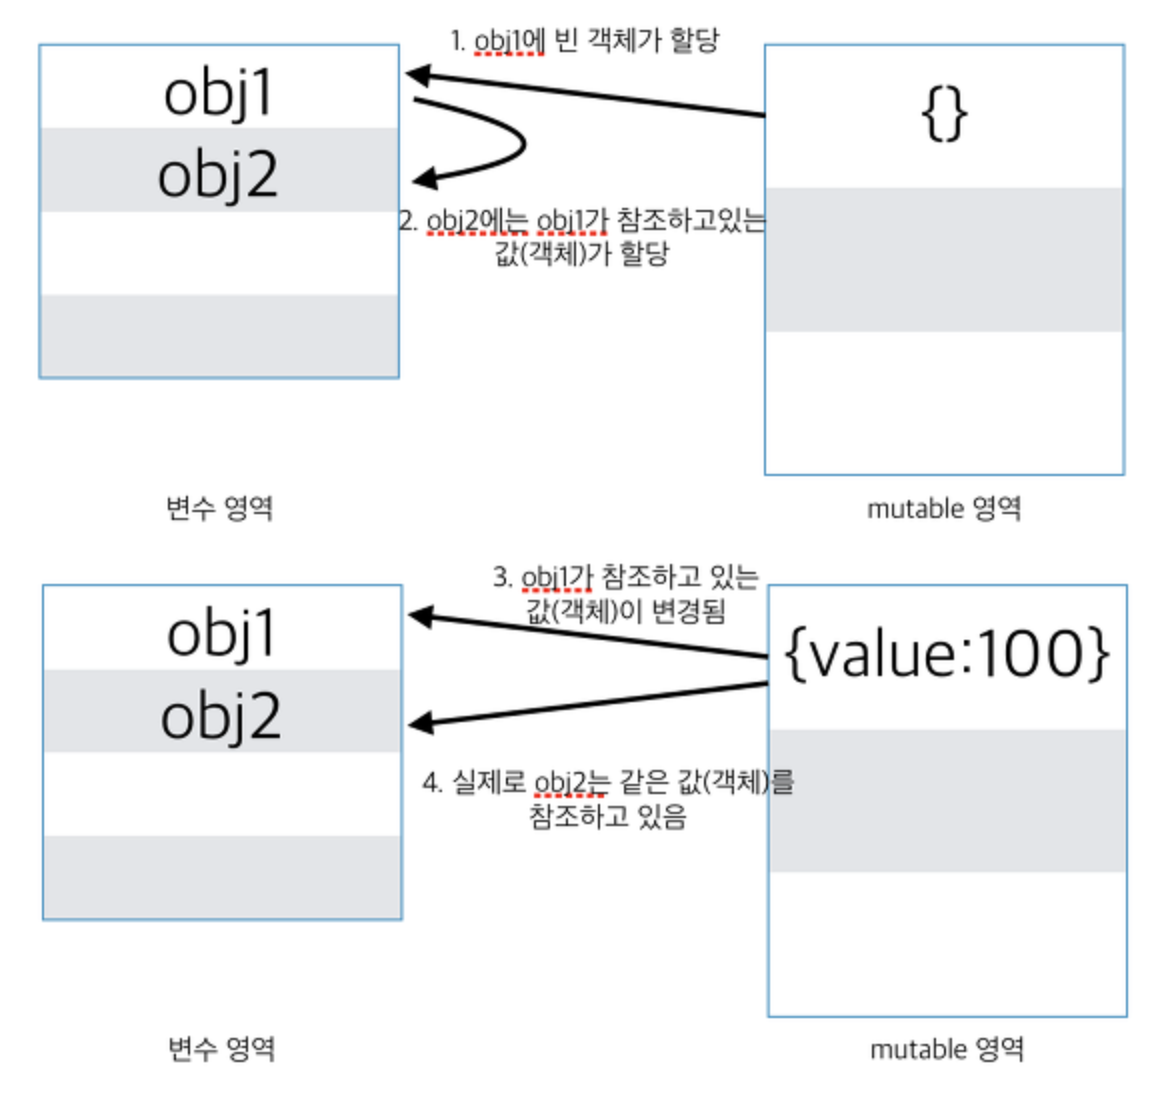 1. obj1에 빈 객체가 할당
obj1
{}
obj2
2. obj2에는 obj1가 참조하고있는
값(객체)가 할당
변수 영역
mutable 영역
3. obj1가 참조하고 있는
값(객체)이 변경됨
obj1
{value:100}
obj2
4. 실제로 obj2는 같은 값(객체)를
참조하고 있음
변수 영역
mutable 영역